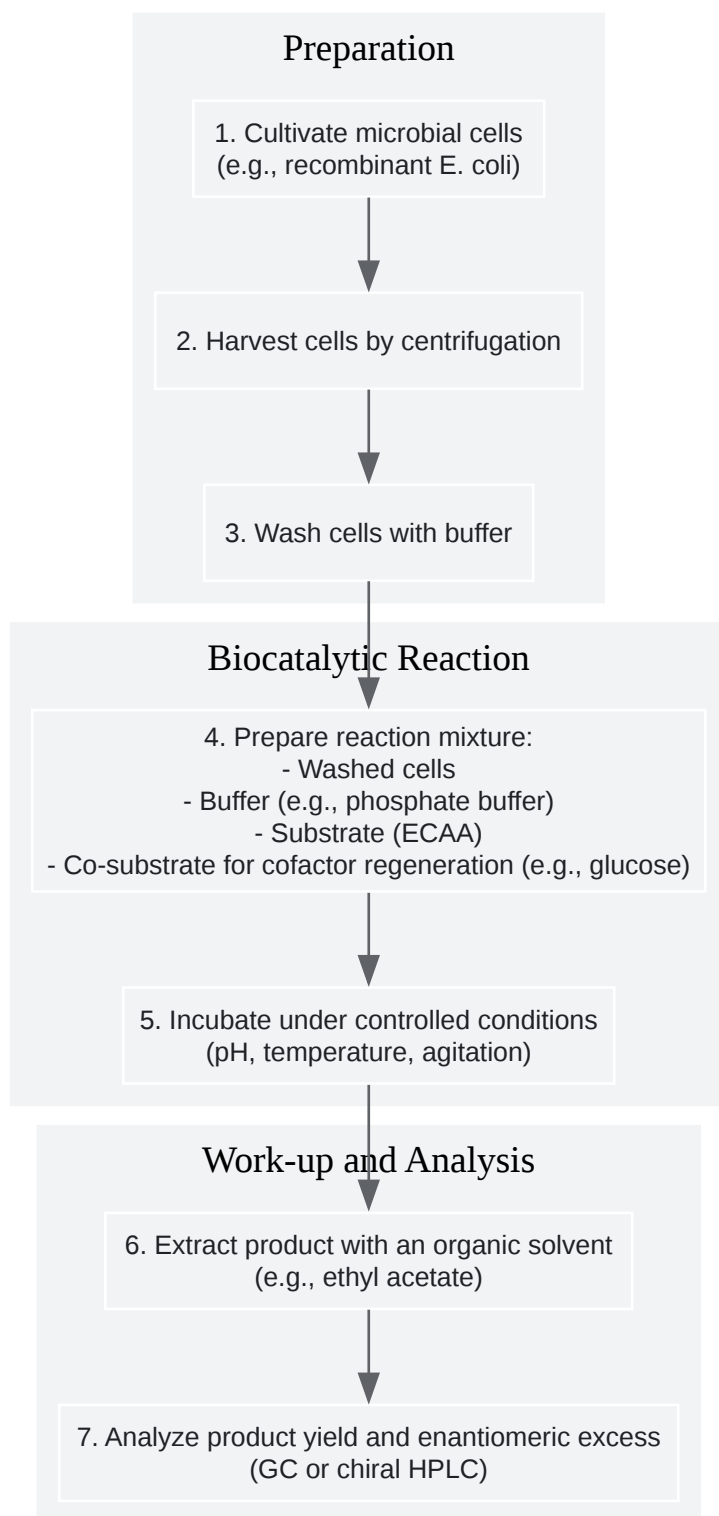 Preparation
1. Cultivate microbial cells
(e.g., recombinant E. coli)
2. Harvest cells by centrifugation
3. Wash cells with buffer
Biocatalytic Reaction
4. Prepare reaction mixture:
- Washed cells
- Buffer (e.g., phosphate buffer)
- Substrate (ECAA)
- Co-substrate for cofactor regeneration (e.g., glucose)
5. Incubate under controlled conditions
(pH, temperature, agitation)
Work-up and Analysis
6. Extract product with an organic solvent
(e.g., ethyl acetate)
7. Analyze product yield and enantiomeric excess
(GC or chiral HPLC)